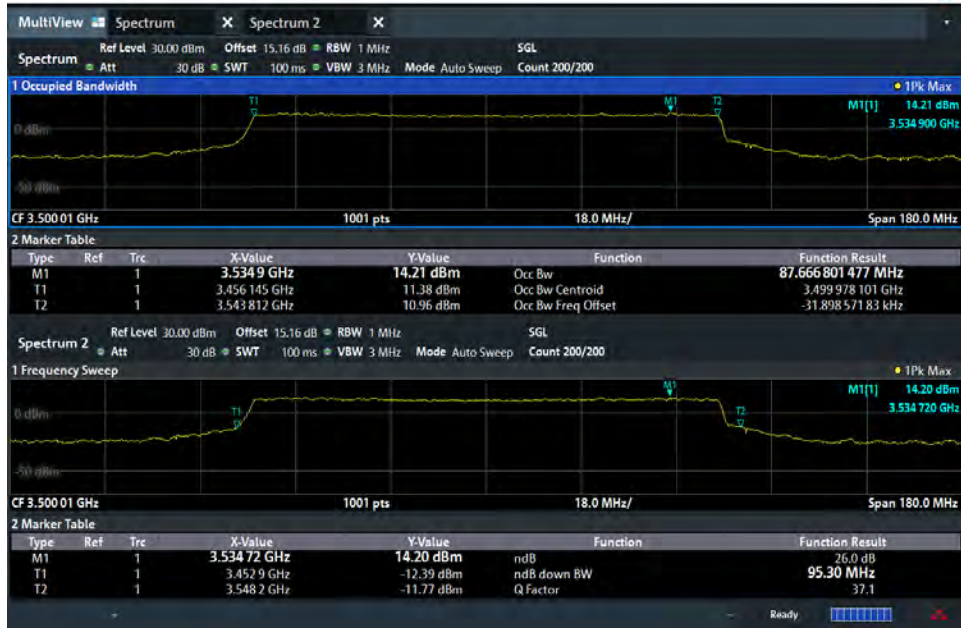 MultiView Spectrum X Spectrum 2 X
Spectrum Ref Level 30.00 dBm Offset 15.16 dB RBW 1 MHz SGL
Att 30 dB SWT 100 ms VBW 3 MHz Mode Auto Sweep Count 200/200
1 Occupied Bandwidth 1Pk Max
T1 M1 T2 M1[1] 14.21 dBm
0 dBm 3.534 900 GHz
-50 dBm
CF 3.500 01 GHz 1001 pts 18.0 MHz/ Span 180.0 MHz
2 Marker Table
Type Ref Trc X-Value Y-Value Function Function Result
M1 1 3.534 9 GHz 14.21 dBm Occ Bw 87.666 801 477 MHz
T1 1 3.456 145 GHz 11.38 dBm Occ Bw Centroid 3.499 978 101 GHz
T2 1 3.543 812 GHz 10.96 dBm Occ Bw Freq Offset -31.898 571 83 kHz
Spectrum 2 Ref Level 30.00 dBm Offset 15.16 dB RBW 1 MHz SGL
Att 30 dB SWT 100 ms VBW 3 MHz Mode Auto Sweep Count 200/200
1 Frequency Sweep 1Pk Max
M1 M1[1] 14.20 dBm
0 dBm T1 T2 3.534 720 GHz
-50 dBm
CF 3.500 01 GHz 1001 pts 18.0 MHz/ Span 180.0 MHz
2 Marker Table
Type Ref Trc X-Value Y-Value Function Function Result
M1 1 3.534 72 GHz 14.20 dBm ndB 26.0 dB
T1 1 3.452 9 GHz -12.39 dBm ndB down BW 95.30 MHz
T2 1 3.548 2 GHz -11.77 dBm Q Factor 37.1
Ready